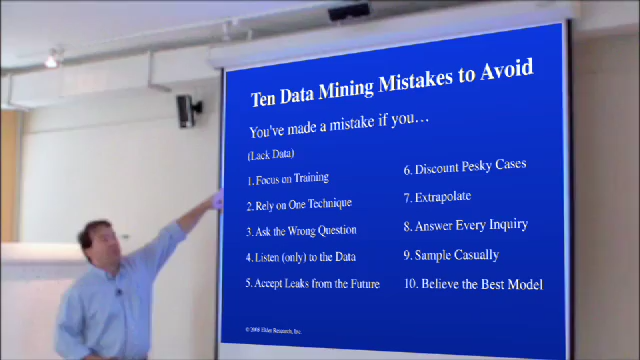 Ten Data Mining Mistakes to Avoid
You've made a mistake if you…
(Lack Data)
1. Focus on Training
2. Rely on One Technique
3. Ask the Wrong Question
4. Listen (only) to the Data
5. Accept Leaks from the Future
6. Discount Pesky Cases
7. Extrapolate
8. Answer Every Inquiry
9. Sample Casually
10. Believe the Best Model
© 2008 Elder Research, Inc.